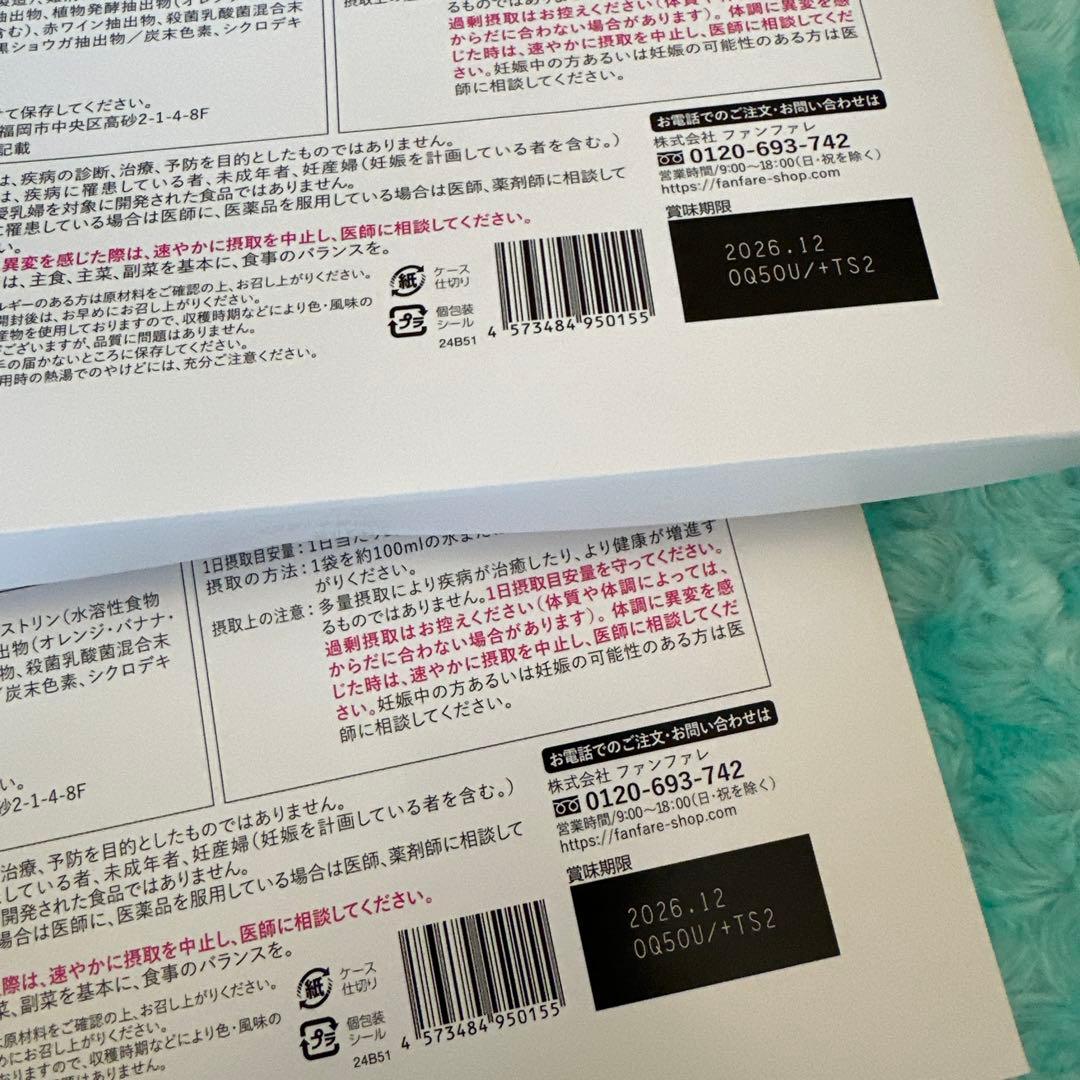 抽出物、植物発酵抽出物(オレンジ
含む)、赤ワイン抽出物、殺菌乳酸菌混合末
黒ショウガ抽出物/炭末色素、シクロデキ
て保存してください。
福岡市中央区高砂2-1-4-8F
記載
るものではありません。
過剰摂取はお控えください(体質や体
からだに合わない場合があります)。体調に異変を感
じた時は、速やかに摂取を中止し、医師に相談してくだ
さい。妊娠中の方あるいは妊娠の可能性のある方は医
師に相談してください。
お電話でのご注文・お問い合わせは
株式会社 ファンファレ
0120-693-742
営業時間/9:00〜18:00(日・祝を除く)
https://fanfare-shop.com
賞味期限
2026.12
0Q50U/+TS2
は、疾病の診断、治療、予防を目的としたものではありません。
は、疾病に罹患している者、未成年者、妊産婦(妊娠を計画している者を含む。)
授乳婦を対象に開発された食品ではありません。
に罹患している場合は医師に、医薬品を服用している場合は医師、薬剤師に相談して
い。
異変を感じた際は、速やかに摂取を中止し、医師に相談してください。
は、主食、主菜、副菜を基本に、食事のバランスを。
ルギーのある方は原材料をご確認の上、お召し上がりください。
開封後は、お早めにお召し上がりください。
産物を使用しておりますので、収穫時期などにより色・風味の
がございますが、品質に問題はありません。
手の届かないところに保存してください。
用時の熱湯でのやけどには、充分ご注意ください。
紙
ケース
仕切り
プラ
個包装
シール
24B51
4 573484 950155
1日摂取目安量:1日当たり
摂取の方法:1袋を約100mlの水また
がりください。
摂取上の注意:多量摂取により疾病が治癒したり、より健康が増進す
るものではありません。1日摂取目安量を守ってください。
過剰摂取はお控えください(体質や体調によっては、
からだに合わない場合があります)。体調に異変を感
じた時は、速やかに摂取を中止し、医師に相談してくだ
さい。妊娠中の方あるいは妊娠の可能性のある方は医
師に相談してください。
ストリン(水溶性食物
出物(オレンジ・バナナ・
物、殺菌乳酸菌混合末
/炭末色素、シクロデキ
い。
砂2-1-4-8F
お電話でのご注文・お問い合わせは
株式会社 ファンファレ
0120-693-742
営業時間/9:00〜18:00(日・祝を除く)
https://fanfare-shop.com
賞味期限
2026.12
0Q50U/+TS2
治療、予防を目的としたものではありません。
している者、未成年者、妊産婦(妊娠を計画している者を含む。)
開発された食品ではありません。
場合は医師に、医薬品を服用している場合は医師、薬剤師に相談して
際は、速やかに摂取を中止し、医師に相談してください。
菜、副菜を基本に、食事のバランスを。
原材料をご確認の上、お召し上がりください。
めにお召し上がりください。
おりますので、収穫時期などにより色・風味の
はありません。
紙
ケース
仕切り
プラ
個包装
シール
24B51
4 573484 950155